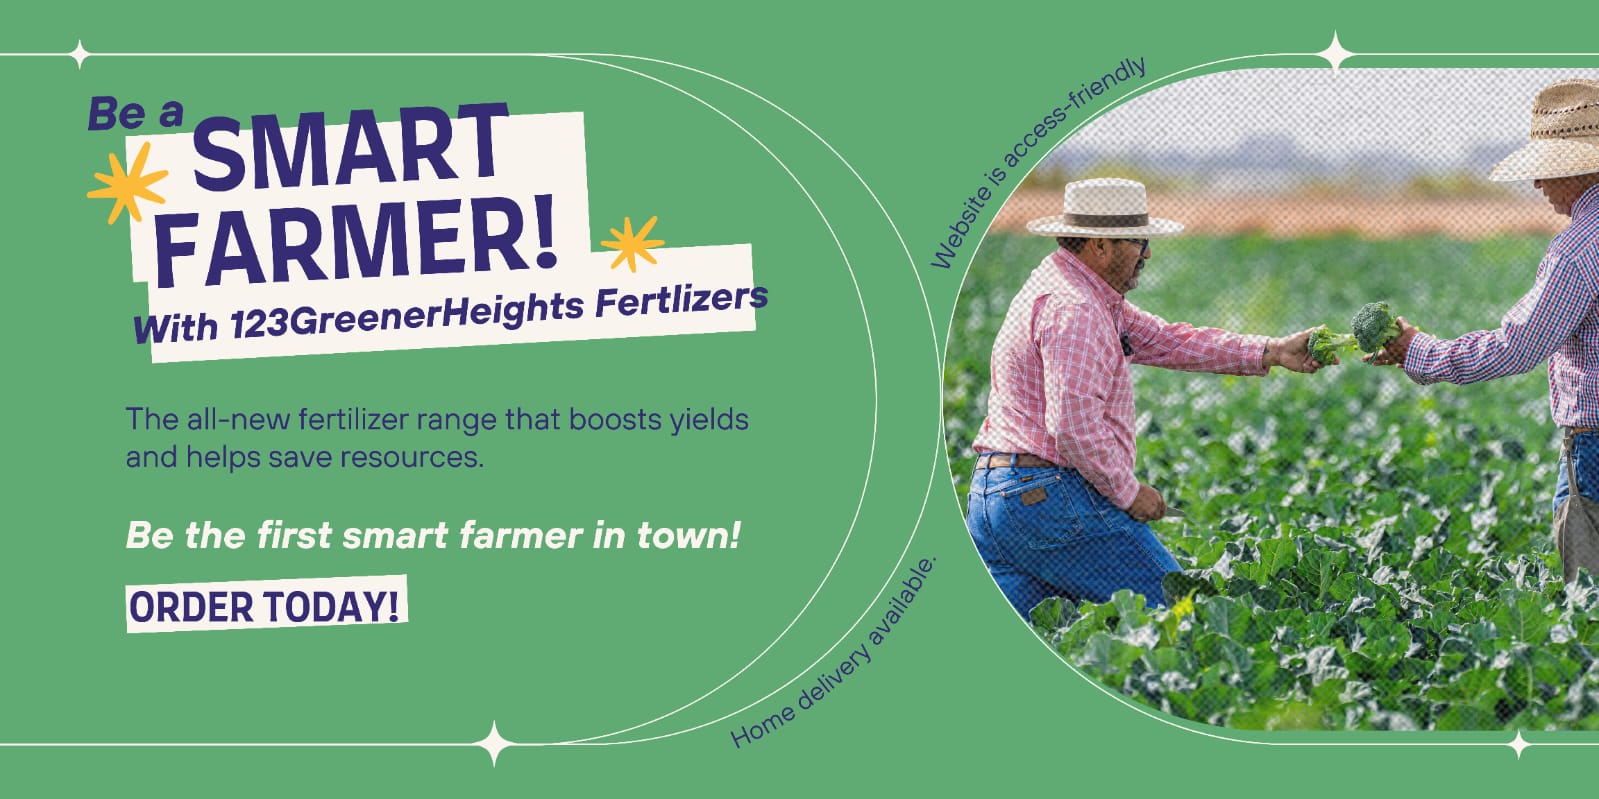 Be a
SMART
FARMER!
With 123GreenerHeights Fertlizers
The all-new fertilizer range that boosts yields
and helps save resources.
Be the first smart farmer in town!
ORDER TODAY!
Website is access-friendly
Home delivery available.